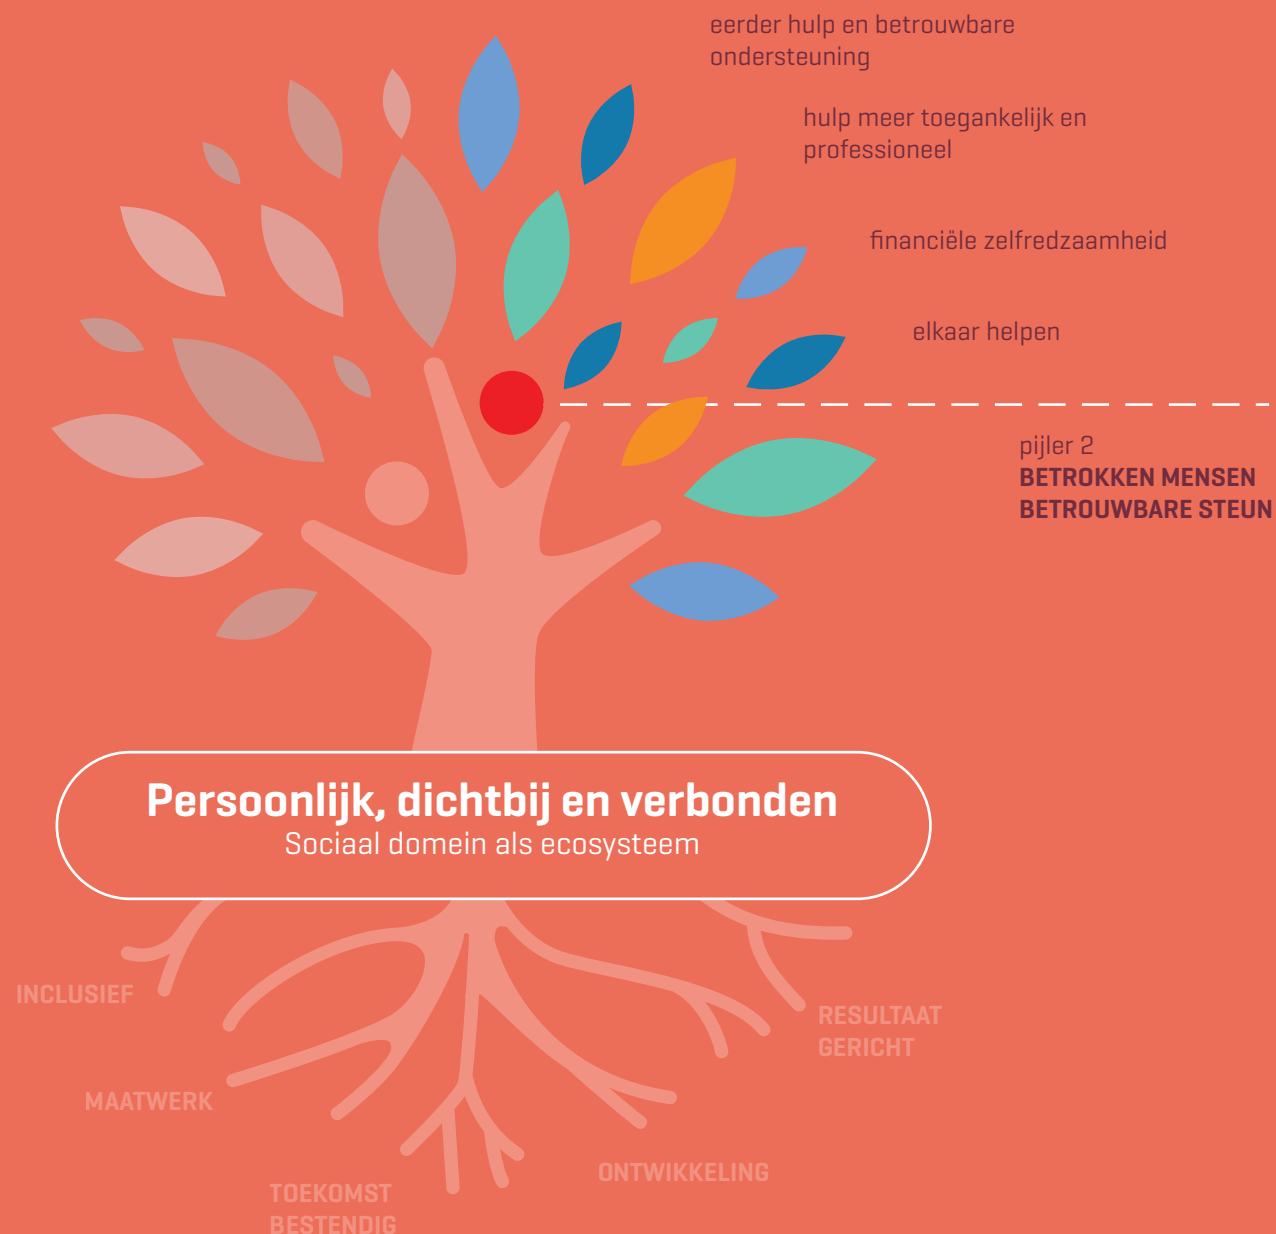 eerder hulp en betrouwbare
ondersteuning
hulp meer toegankelijk en
professioneel
financiële zelfredzaamheid
elkaar helpen
pijler 2
BETROKKEN MENSEN
BETROUWBARE STEUN
Persoonlijk, dichtbij en verbonden
Sociaal domein als ecosysteem
INCLUSIEF
MAATWERK
TOEKOMST
BESTENDIG
ONTWIKKELING
RESULTAAT
GERICHT